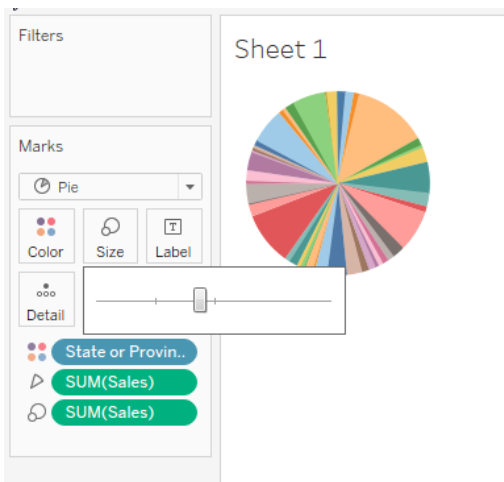 Filters
Sheet 1
Marks
Pie
Color
Size
T
Label
Detail
State or Provin..
SUM(Sales)
SUM(Sales)